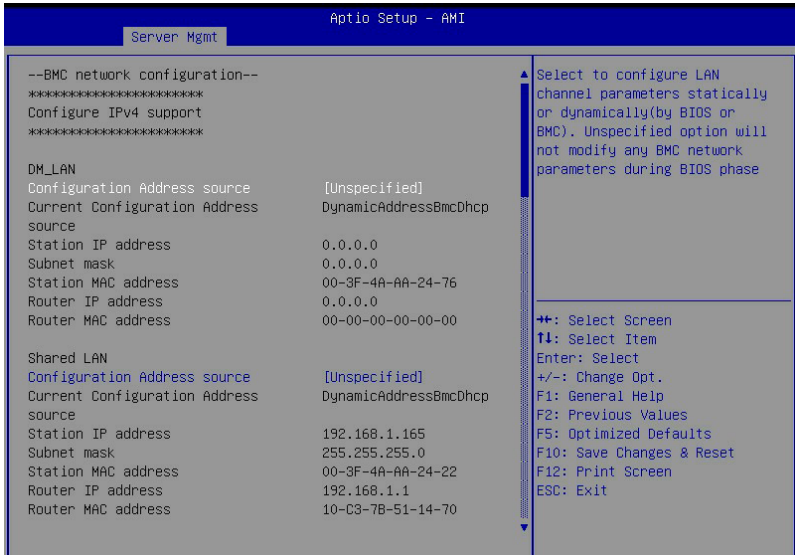 Aptio Setup - AMI
Server Mgmt
--BMC network configuration--
************************
Configure IPv4 support
************************
DM_LAN
Configuration Address source [Unspecified]
Current Configuration Address DynamicAddressBmcDhcp
source
Station IP address 0.0.0.0
Subnet mask 0.0.0.0
Station MAC address 00-3F-4A-AA-24-76
Router IP address 0.0.0.0
Router MAC address 00-00-00-00-00-00
Shared LAN
Configuration Address source [Unspecified]
Current Configuration Address DynamicAddressBmcDhcp
source
Station IP address 192.168.1.165
Subnet mask 255.255.255.0
Station MAC address 00-3F-4A-AA-24-22
Router IP address 192.168.1.1
Router MAC address 10-C3-7B-51-14-70
Select to configure LAN
channel parameters statically
or dynamically(by BIOS or
BMC). Unspecified option will
not modify any BMC network
parameters during BIOS phase
→←: Select Screen
↑↓: Select Item
Enter: Select
+/-: Change Opt.
F1: General Help
F2: Previous Values
F5: Optimized Defaults
F10: Save Changes & Reset
F12: Print Screen
ESC: Exit